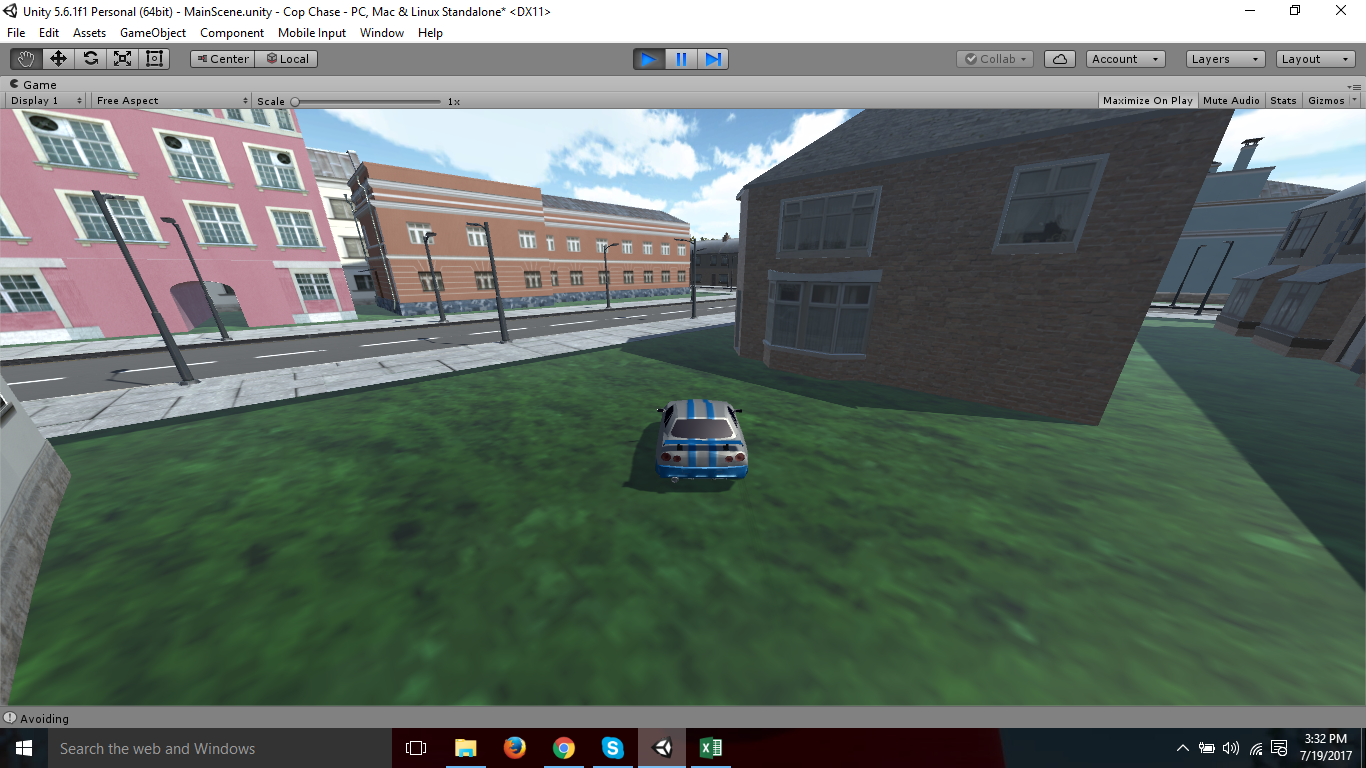 Unity 5.6.1f1 Personal (64bit) - MainScene.unity - Cop Chase - PC, Mac & Linux Standalone* <DX11>
File Edit Assets GameObject Component Mobile Input Window Help
Center Local Collab Account Layers Layout
Game
Display 1 Free Aspect Scale 1x Maximize On Play Mute Audio Stats Gizmos
Avoiding
Search the web and Windows
3:32 PM
7/19/2017